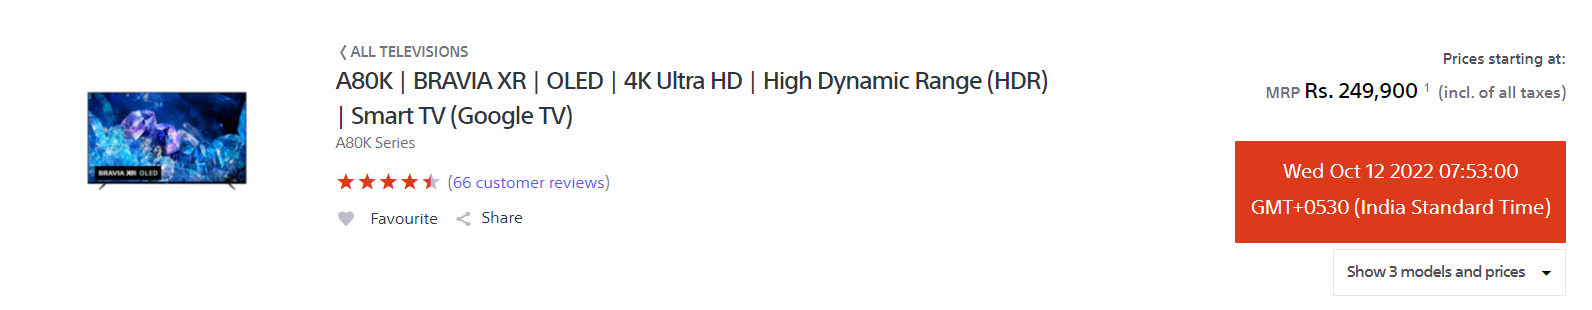 ALL TELEVISIONS
A80K | BRAVIA XR | OLED | 4K Ultra HD | High Dynamic Range (HDR)
| Smart TV (Google TV)
A80K Series
(66 customer reviews)
Favourite Share
BRAVIA XR OLED
Prices starting at:
MRP Rs. 249,900 1 (incl. of all taxes)
Wed Oct 12 2022 07:53:00
GMT+0530 (India Standard Time)
Show 3 models and prices